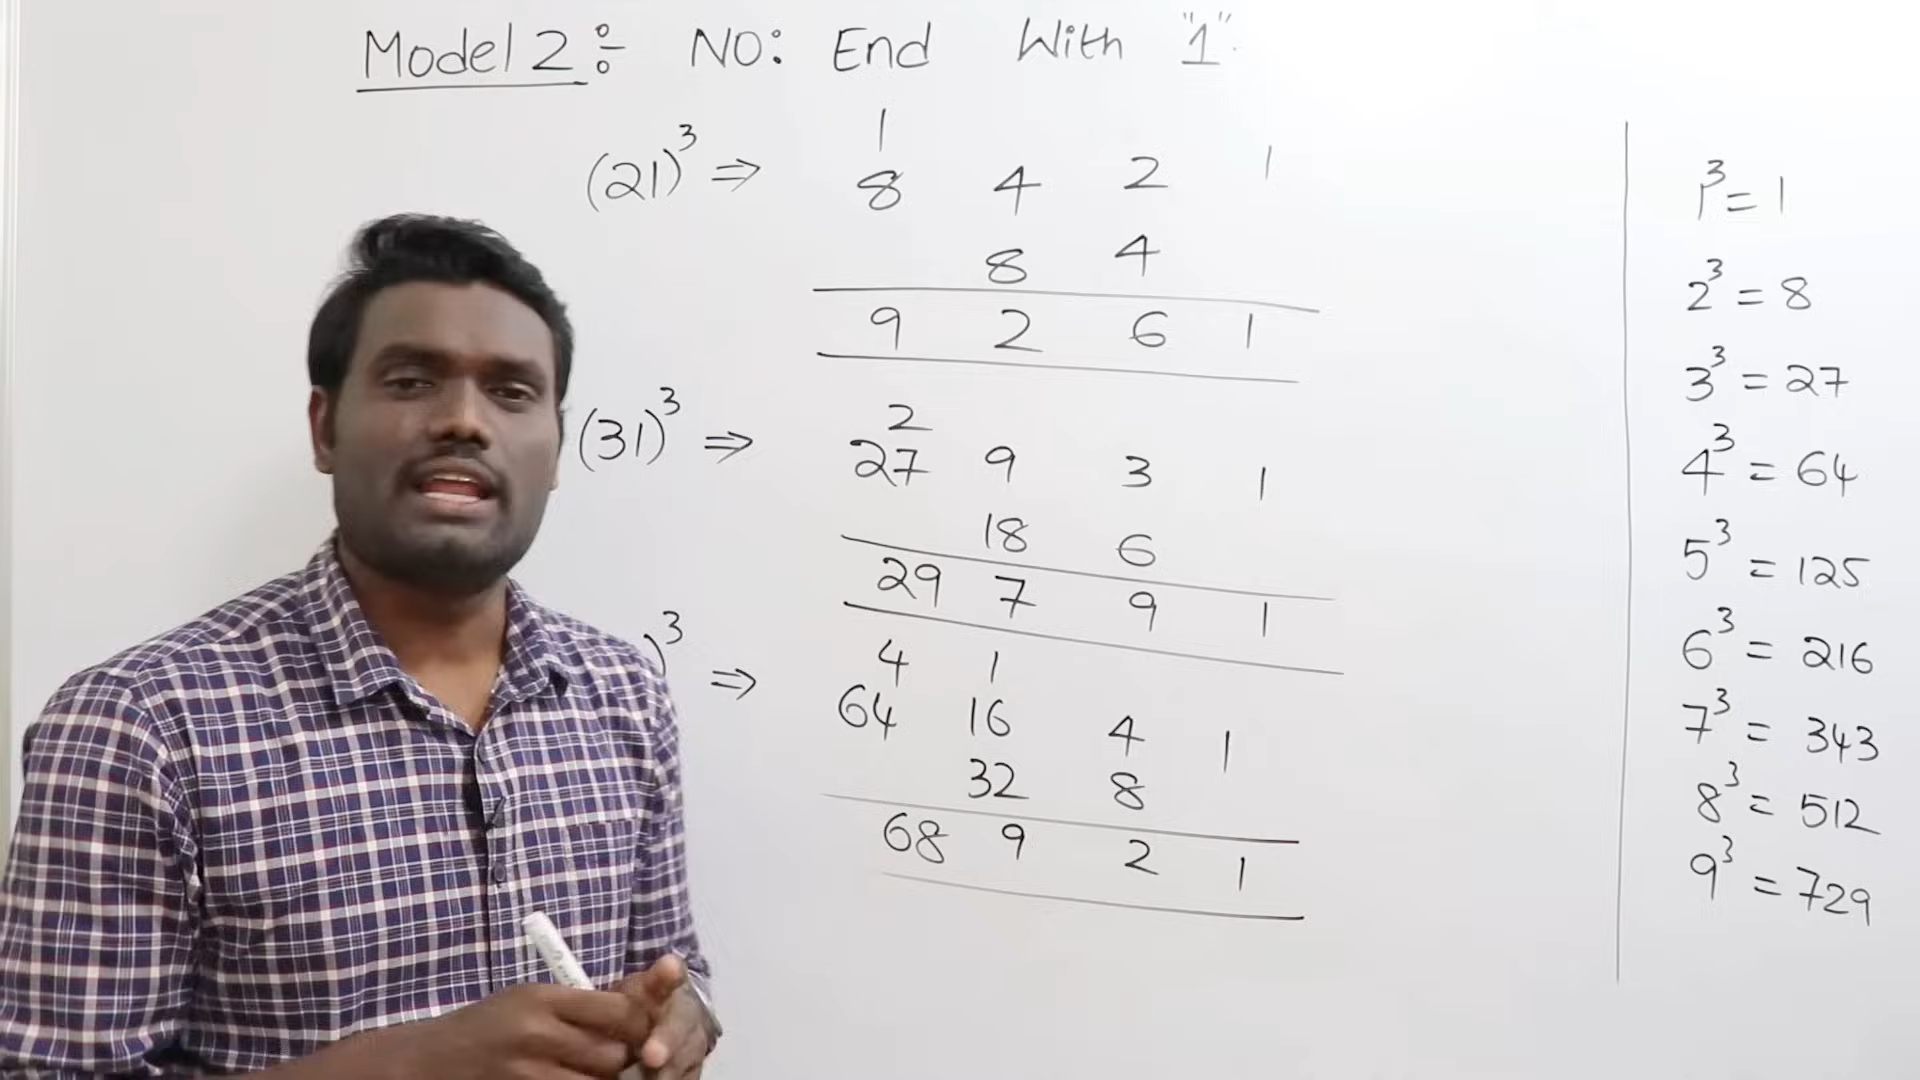 Model 2 ÷ NO: End With "1".
1
(21)³ ⇒ 8 4 2 1
8 4
9 2 6 1
2
(31)³ ⇒ 27 9 3 1
18 6
29 7 9 1
4 1
)³ ⇒ 64 16 4 1
32 8
68 9 2 1
1³ = 1
2³ = 8
3³ = 27
4³ = 64
5³ = 125
6³ = 216
7³ = 343
8³ = 512
9³ = 729